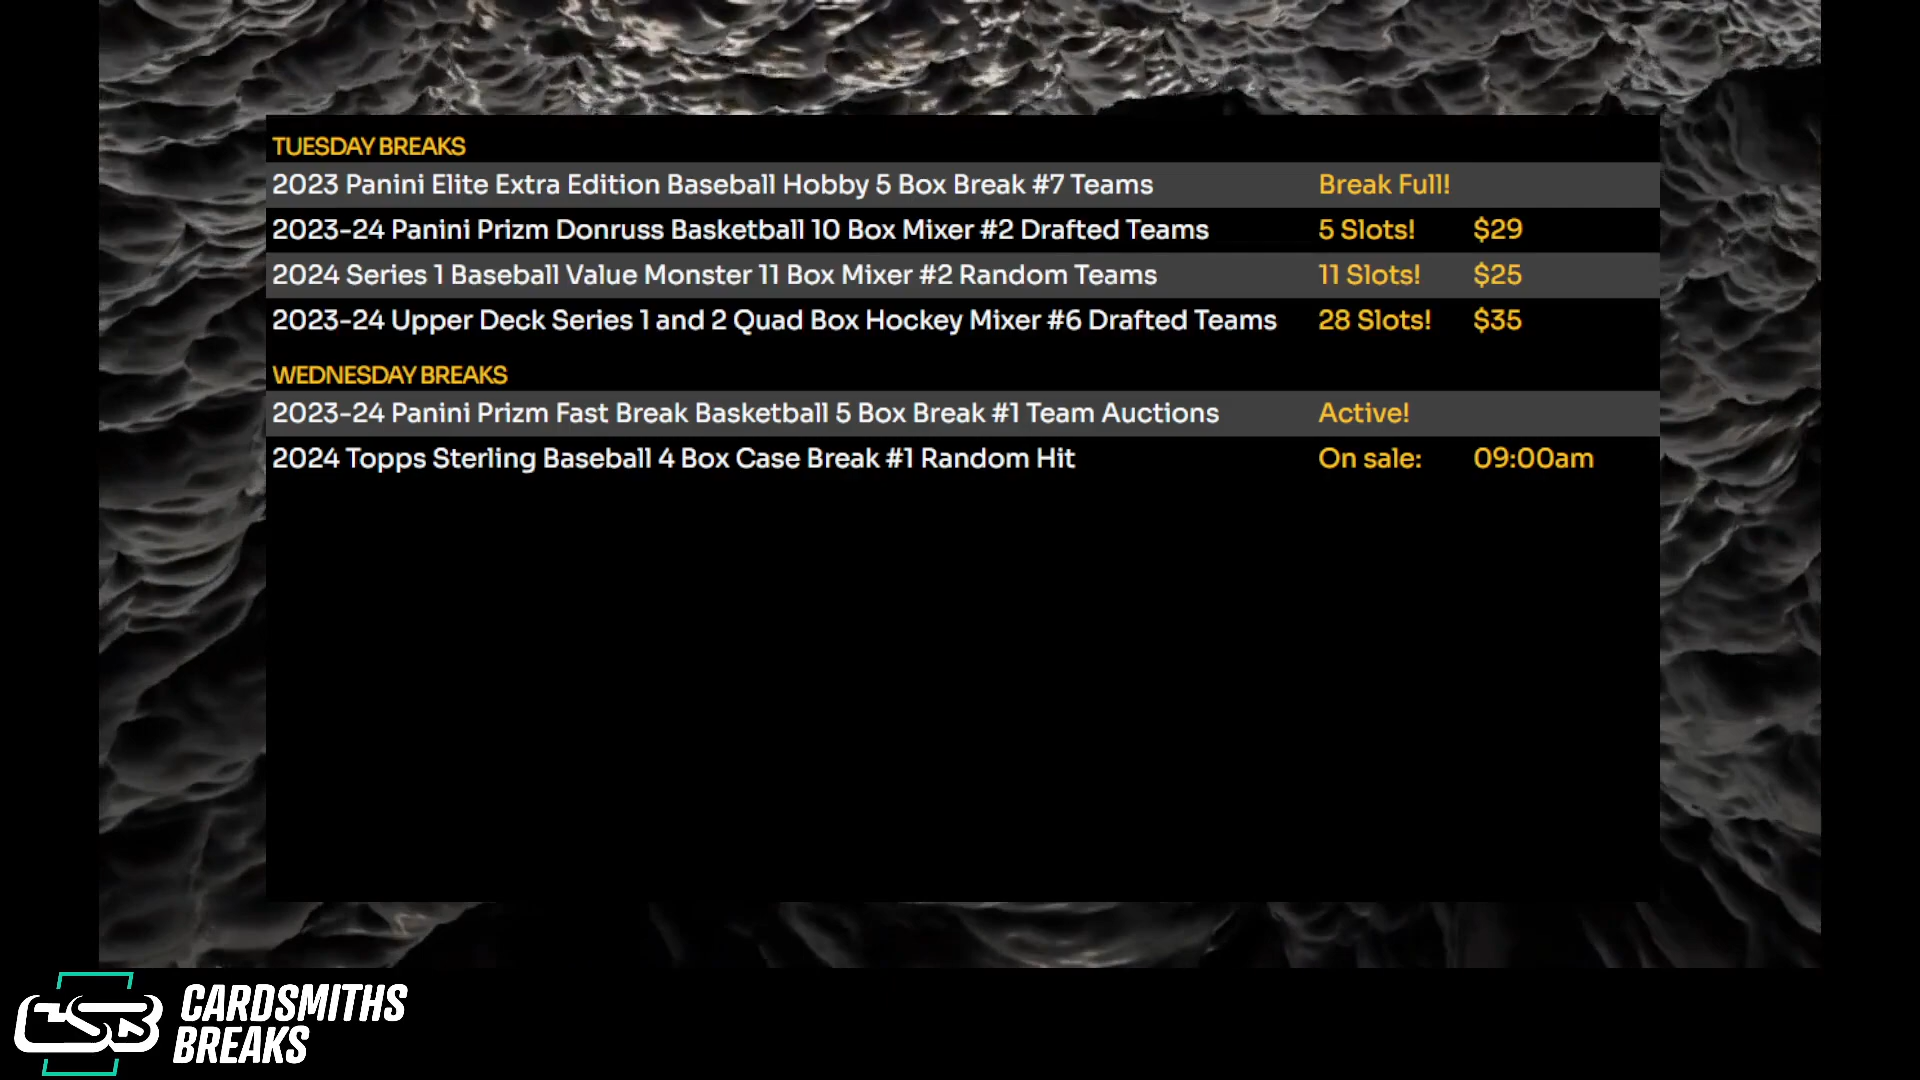 TUESDAY BREAKS
2023 Panini Elite Extra Edition Baseball Hobby 5 Box Break #7 Teams Break Full!
2023-24 Panini Prizm Donruss Basketball 10 Box Mixer #2 Drafted Teams 5 Slots! $29
2024 Series 1 Baseball Value Monster 11 Box Mixer #2 Random Teams 11 Slots! $25
2023-24 Upper Deck Series 1 and 2 Quad Box Hockey Mixer #6 Drafted Teams 28 Slots! $35
WEDNESDAY BREAKS
2023-24 Panini Prizm Fast Break Basketball 5 Box Break #1 Team Auctions Active!
2024 Topps Sterling Baseball 4 Box Case Break #1 Random Hit On sale: 09:00am
CSB CARDSMITHS
BREAKS